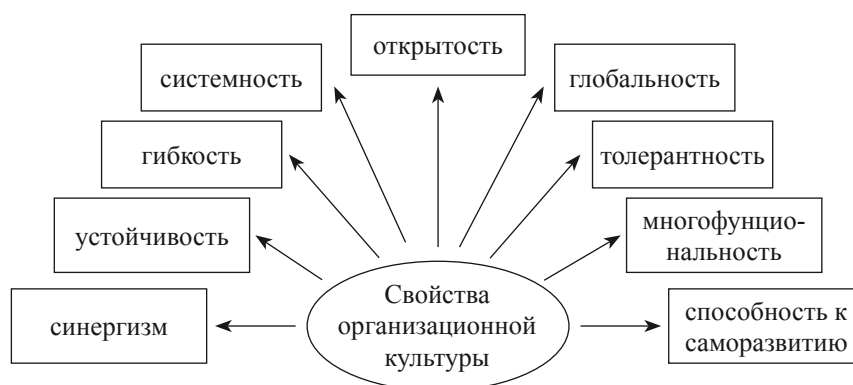 открытость
системность
глобальность
гибкость
толерантность
устойчивость
многофунцио-
нальность
синергизм
Свойства
организационной
культуры
способность к
саморазвитию